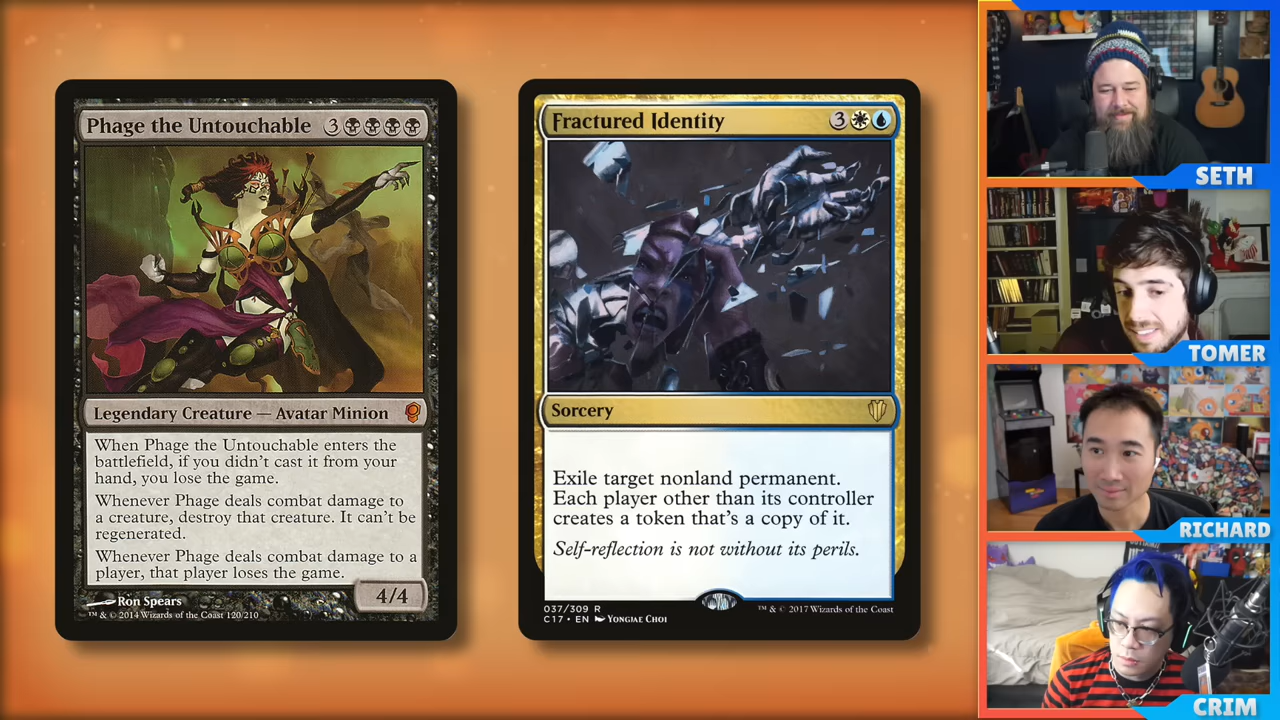 Phage the Untouchable 3
Legendary Creature — Avatar Minion
When Phage the Untouchable enters the
battlefield, if you didn't cast it from your
hand, you lose the game.
Whenever Phage deals combat damage to
a creature, destroy that creature. It can't be
regenerated.
Whenever Phage deals combat damage to a
player, that player loses the game.
4/4
Ron Spears
™ & © 2014 Wizards of the Coast 120/210
Fractured Identity 3
Sorcery
Exile target nonland permanent.
Each player other than its controller
creates a token that's a copy of it.
Self-reflection is not without its perils.
037/309 R
C17 • EN Yongjae Choi
™ & © 2017 Wizards of the Coast
SETH
TOMER
RICHARD
CRIM